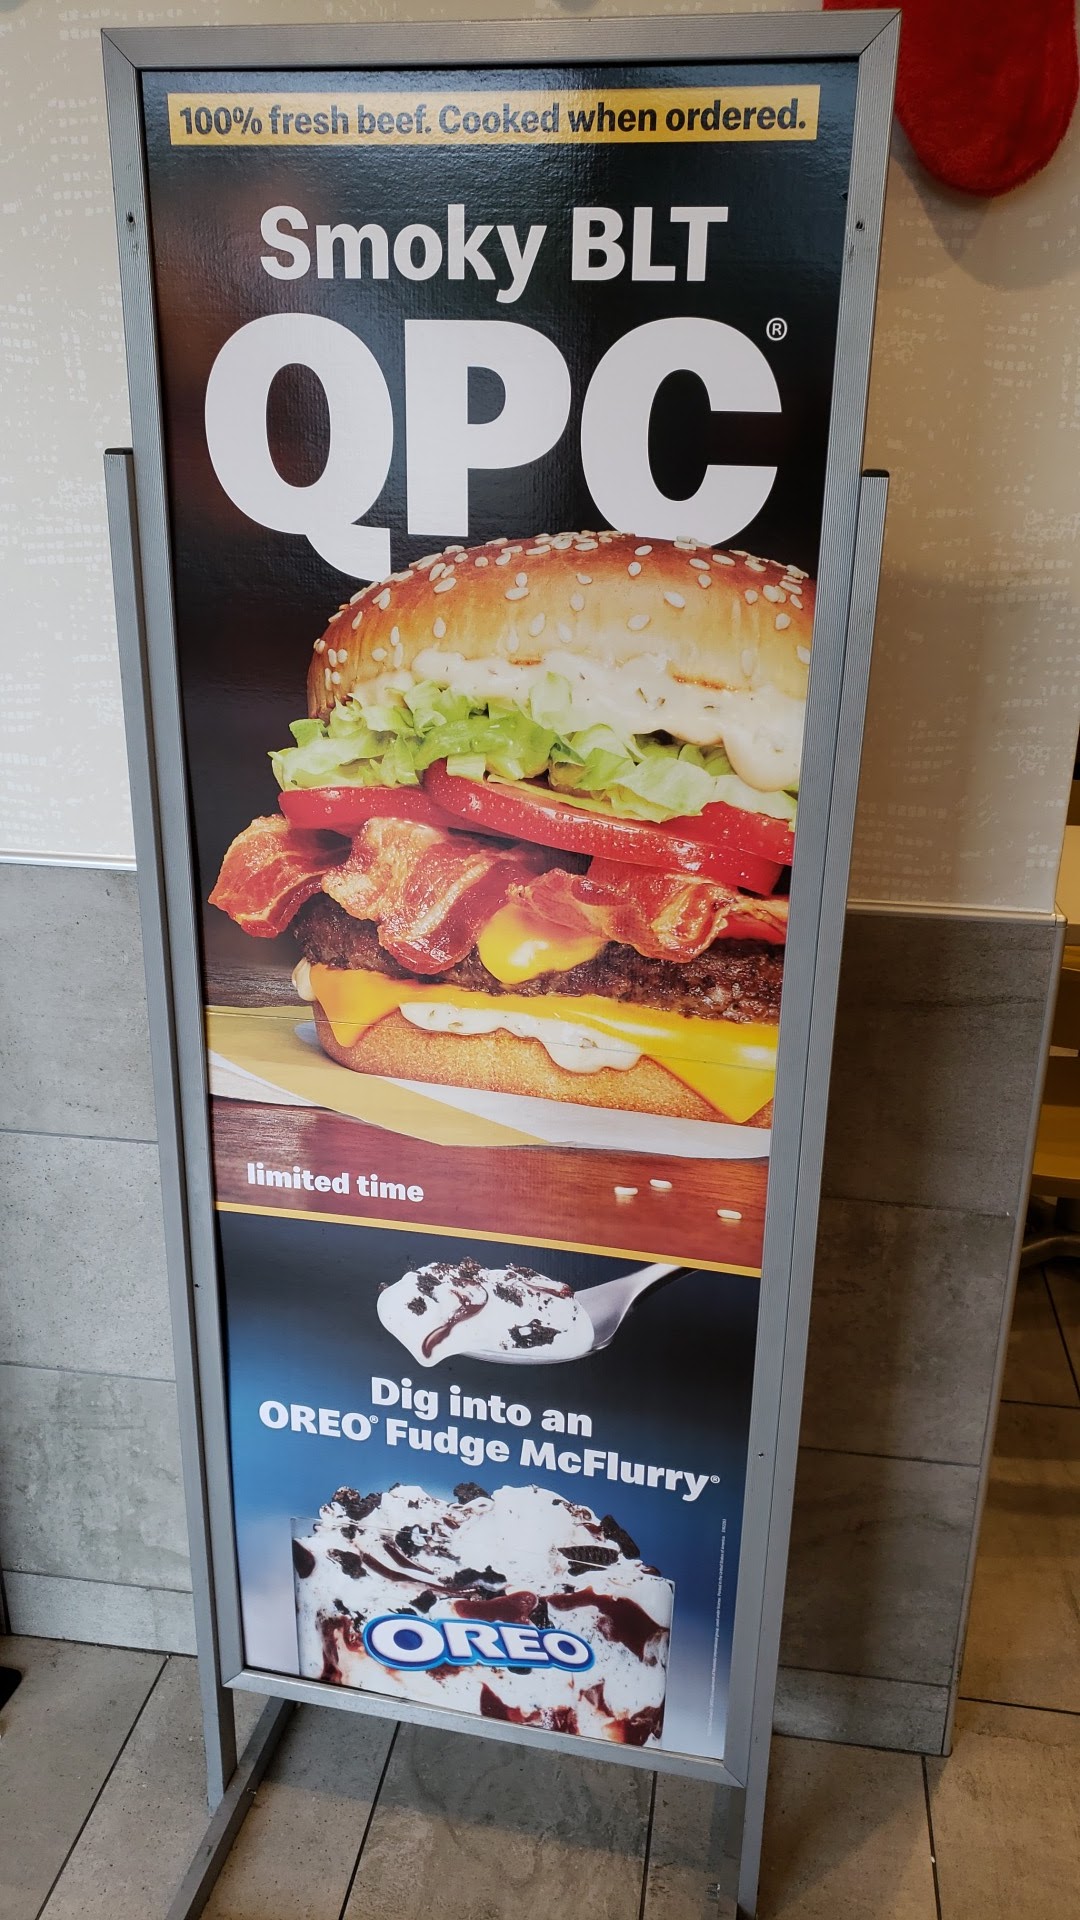 100% fresh beef. Cooked when ordered.
Smoky BLT
QPC®
limited time
Dig into an
OREO® Fudge McFlurry®
OREO